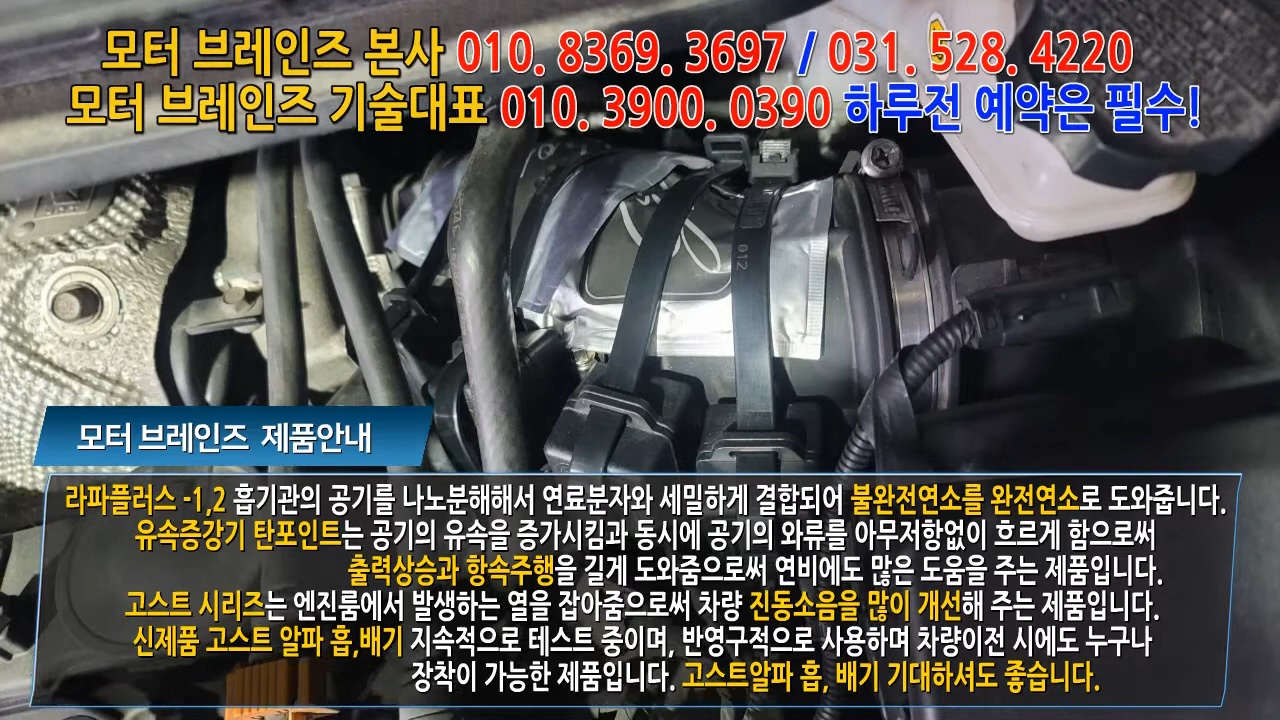 모터 브레인즈 본사 010. 8369. 3697 / 031. 528. 4220
모터 브레인즈 기술대표 010. 3900. 0390 하루전 예약은 필수!
012
모터 브레인즈 제품안내
라파플러스 -1,2 흡기관의 공기를 나노분해해서 연료분자와 세밀하게 결합되어 불완전연소를 완전연소로 도와줍니다.
유속증강기 탄포인트는 공기의 유속을 증가시킴과 동시에 공기의 와류를 아무저항없이 흐르게 함으로써
출력상승과 항속주행을 길게 도와줌으로써 연비에도 많은 도움을 주는 제품입니다.
고스트 시리즈는 엔진룸에서 발생하는 열을 잡아줌으로써 차량 진동소음을 많이 개선해 주는 제품입니다.
신제품 고스트 알파 흡,배기 지속적으로 테스트 중이며, 반영구적으로 사용하며 차량이전 시에도 누구나
장착이 가능한 제품입니다. 고스트알파 흡, 배기 기대하셔도 좋습니다.